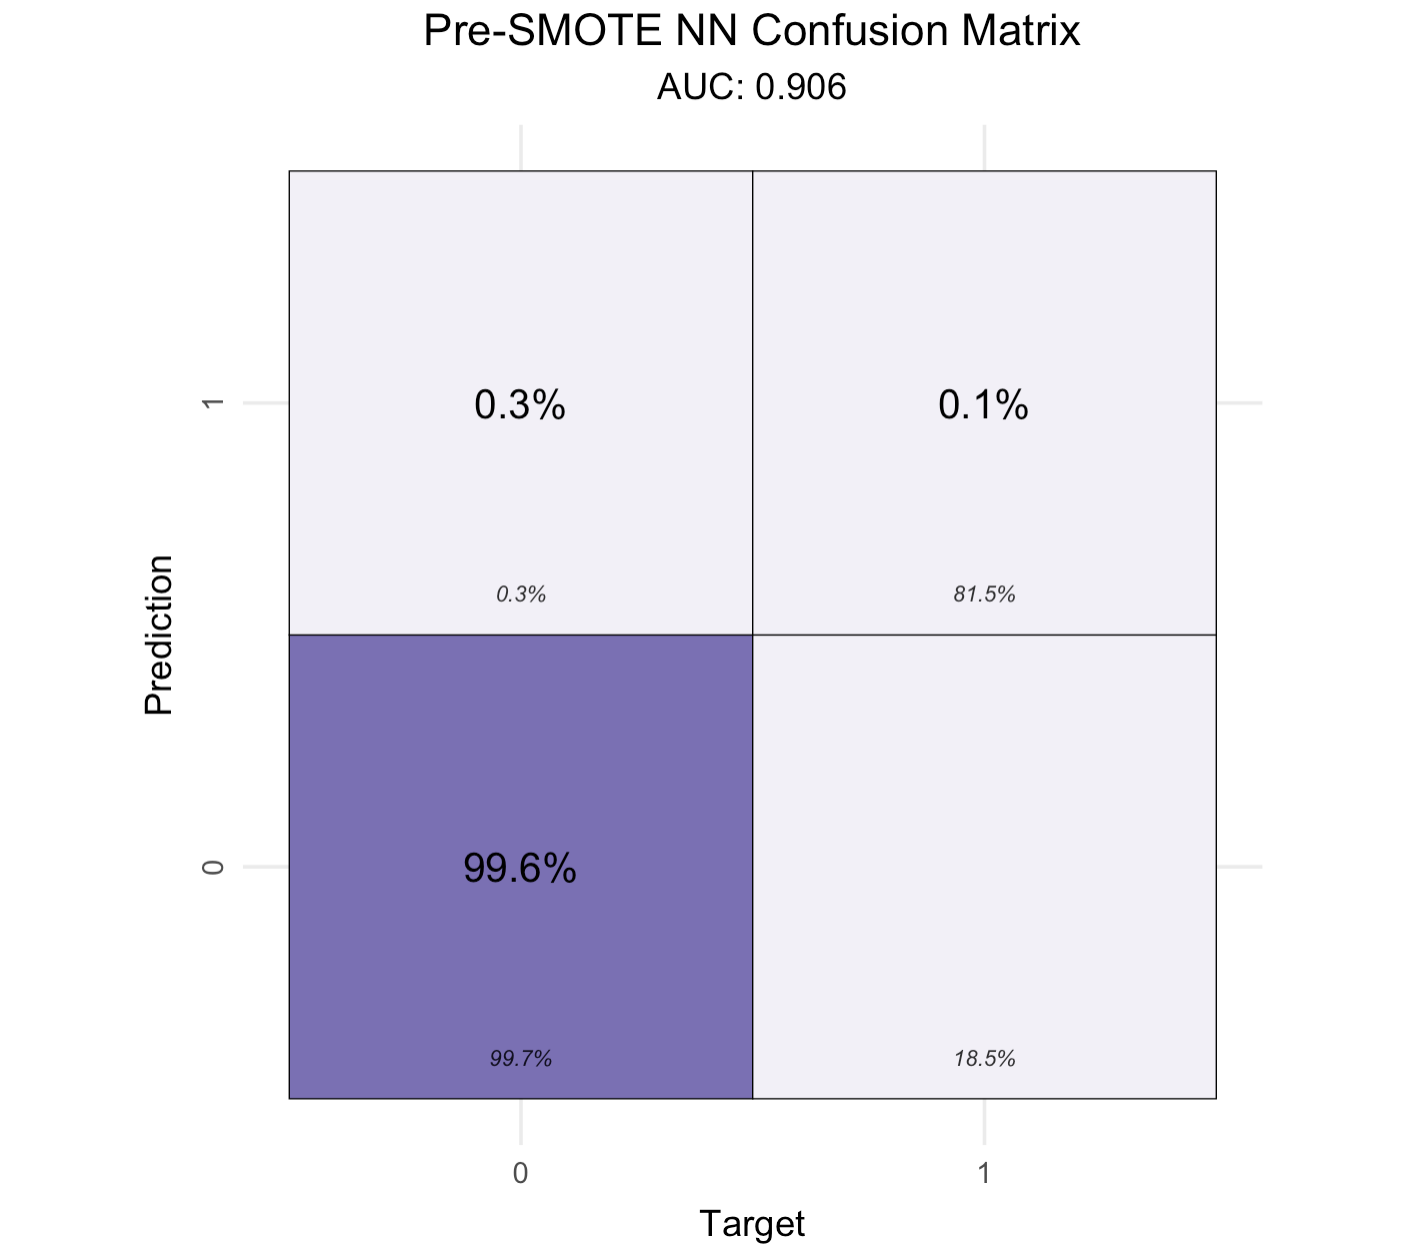 Pre-SMOTE NN Confusion Matrix
AUC: 0.906
1
0.3%
0.1%
0.3%
81.5%
Prediction
0
99.6%
99.7%
18.5%
0
1
Target